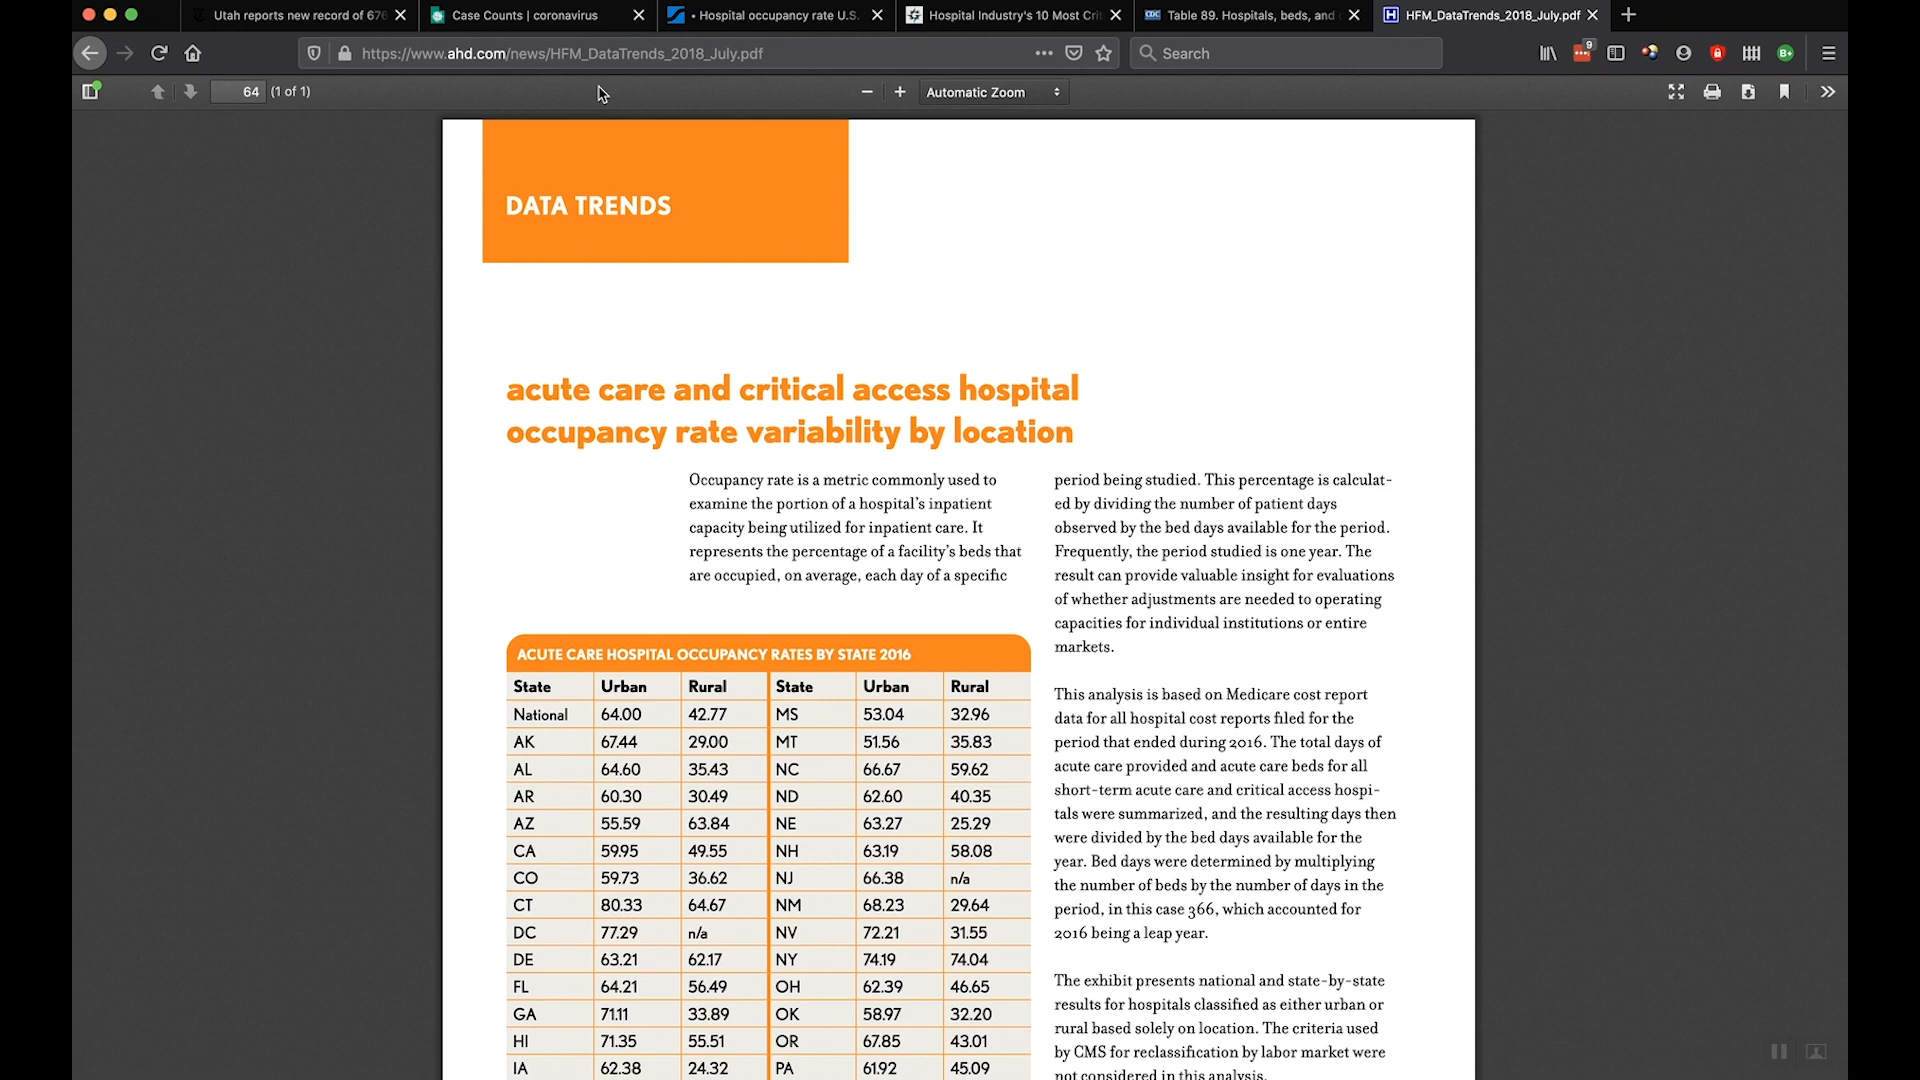 Utah reports new record of 676
Case Counts | coronavirus
• Hospital occupancy rate U.S.
Hospital Industry's 10 Most Crit
CDC Table 89. Hospitals, beds, and
H HFM_DataTrends_2018_July.pdf
https://www.ahd.com/news/HFM_DataTrends_2018_July.pdf
Search
9
B+
64 (1 of 1)
Automatic Zoom
DATA TRENDS
acute care and critical access hospital
occupancy rate variability by location
Occupancy rate is a metric commonly used to
examine the portion of a hospital's inpatient
capacity being utilized for inpatient care. It
represents the percentage of a facility's beds that
are occupied, on average, each day of a specific
period being studied. This percentage is calculat-
ed by dividing the number of patient days
observed by the bed days available for the period.
Frequently, the period studied is one year. The
result can provide valuable insight for evaluations
of whether adjustments are needed to operating
capacities for individual institutions or entire
markets.
This analysis is based on Medicare cost report
data for all hospital cost reports filed for the
period that ended during 2016. The total days of
acute care provided and acute care beds for all
short-term acute care and critical access hospi-
tals were summarized, and the resulting days then
were divided by the bed days available for the
year. Bed days were determined by multiplying
the number of beds by the number of days in the
period, in this case 366, which accounted for
2016 being a leap year.
The exhibit presents national and state-by-state
results for hospitals classified as either urban or
rural based solely on location. The criteria used
by CMS for reclassification by labor market were
not considered in this analysis.
ACUTE CARE HOSPITAL OCCUPANCY RATES BY STATE 2016
State Urban Rural State Urban Rural
National 64.00 42.77 MS 53.04 32.96
AK 67.44 29.00 MT 51.56 35.83
AL 64.60 35.43 NC 66.67 59.62
AR 60.30 30.49 ND 62.60 40.35
AZ 55.59 63.84 NE 63.27 25.29
CA 59.95 49.55 NH 63.19 58.08
CO 59.73 36.62 NJ 66.38 n/a
CT 80.33 64.67 NM 68.23 29.64
DC 77.29 n/a NV 72.21 31.55
DE 63.21 62.17 NY 74.19 74.04
FL 64.21 56.49 OH 62.39 46.65
GA 71.11 33.89 OK 58.97 32.20
HI 71.35 55.51 OR 67.85 43.01
IA 62.38 24.32 PA 61.92 45.09